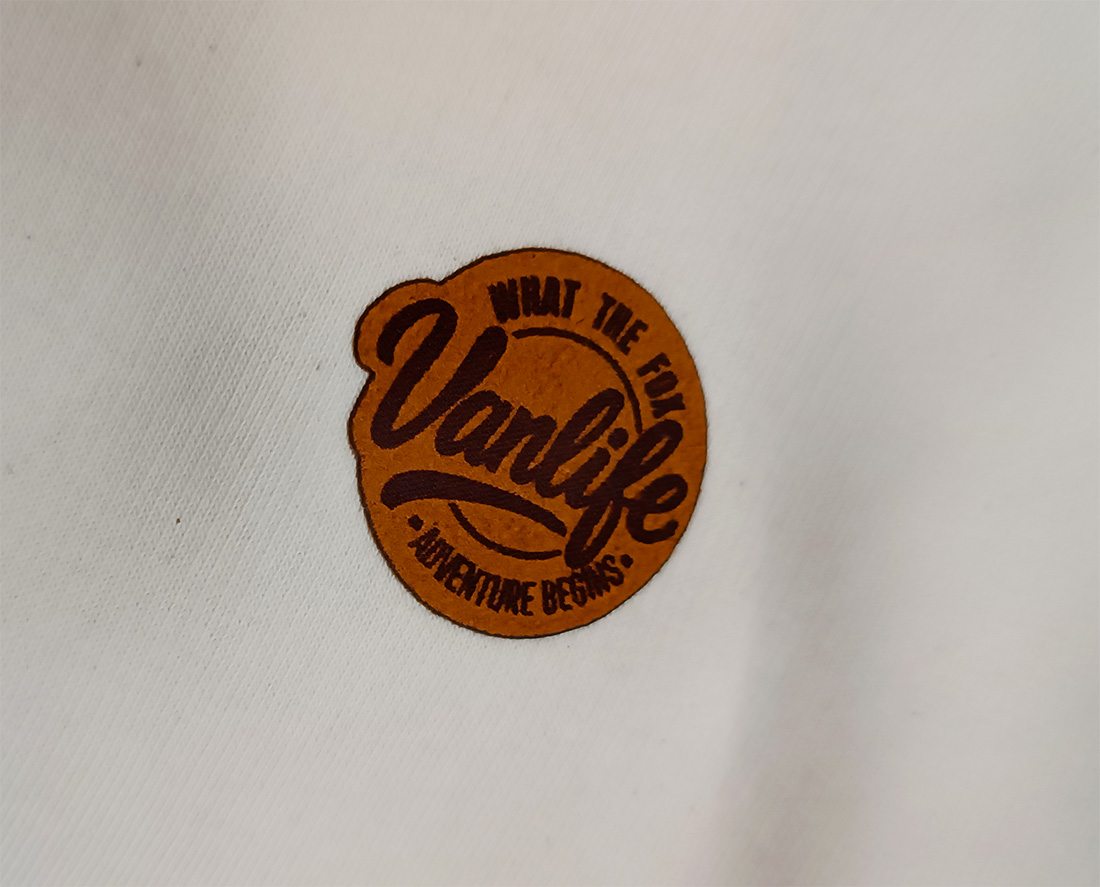 WHAT THE FOX
Vanlife
• ADVENTURE BEGINS •